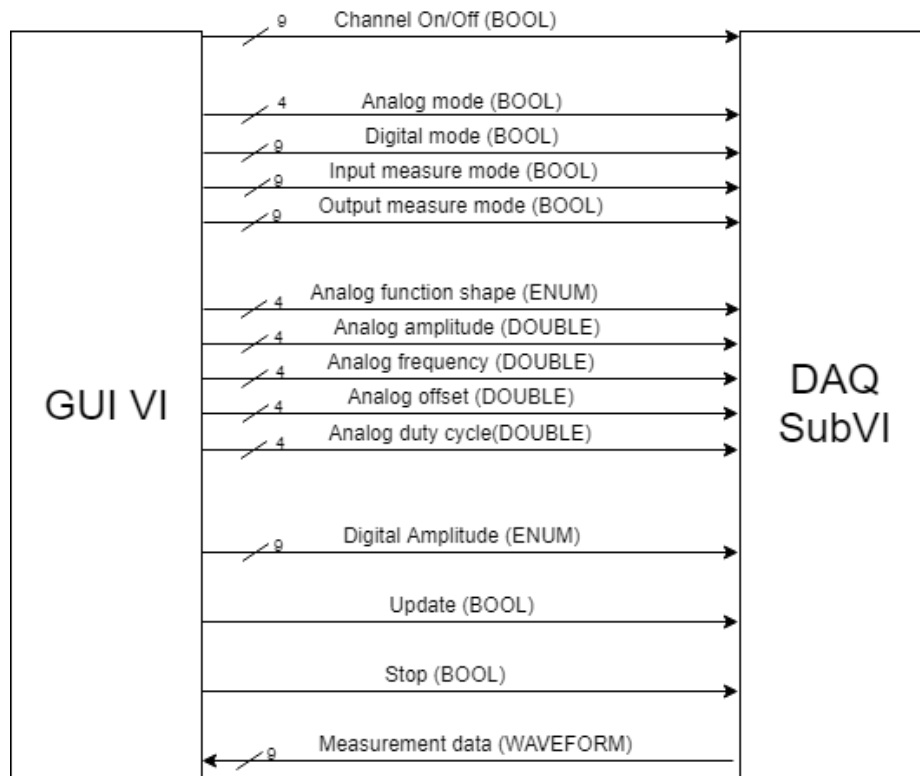 9 Channel On/Off (BOOL)
4 Analog mode (BOOL)
9 Digital mode (BOOL)
9 Input measure mode (BOOL)
9 Output measure mode (BOOL)
4 Analog function shape (ENUM)
4 Analog amplitude (DOUBLE)
4 Analog frequency (DOUBLE)
GUI VI
4 Analog offset (DOUBLE)
DAQ
SubVI
4 Analog duty cycle(DOUBLE)
9 Digital Amplitude (ENUM)
Update (BOOL)
Stop (BOOL)
9 Measurement data (WAVEFORM)